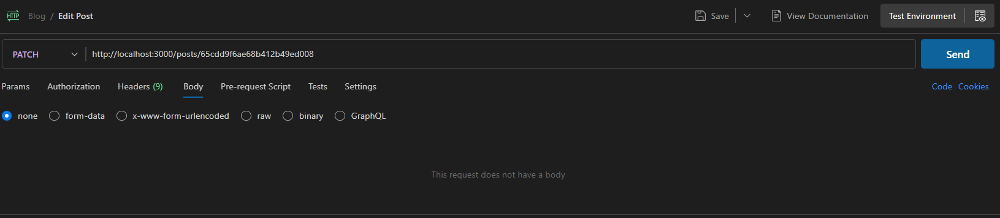 HTTP Blog / Edit Post Save View Documentation Test Environment
PATCH http://localhost:3000/posts/65cdd9f6ae68b412b49ed008 Send
Params Authorization Headers (9) Body Pre-request Script Tests Settings Code Cookies
none form-data x-www-form-urlencoded raw binary GraphQL
This request does not have a body